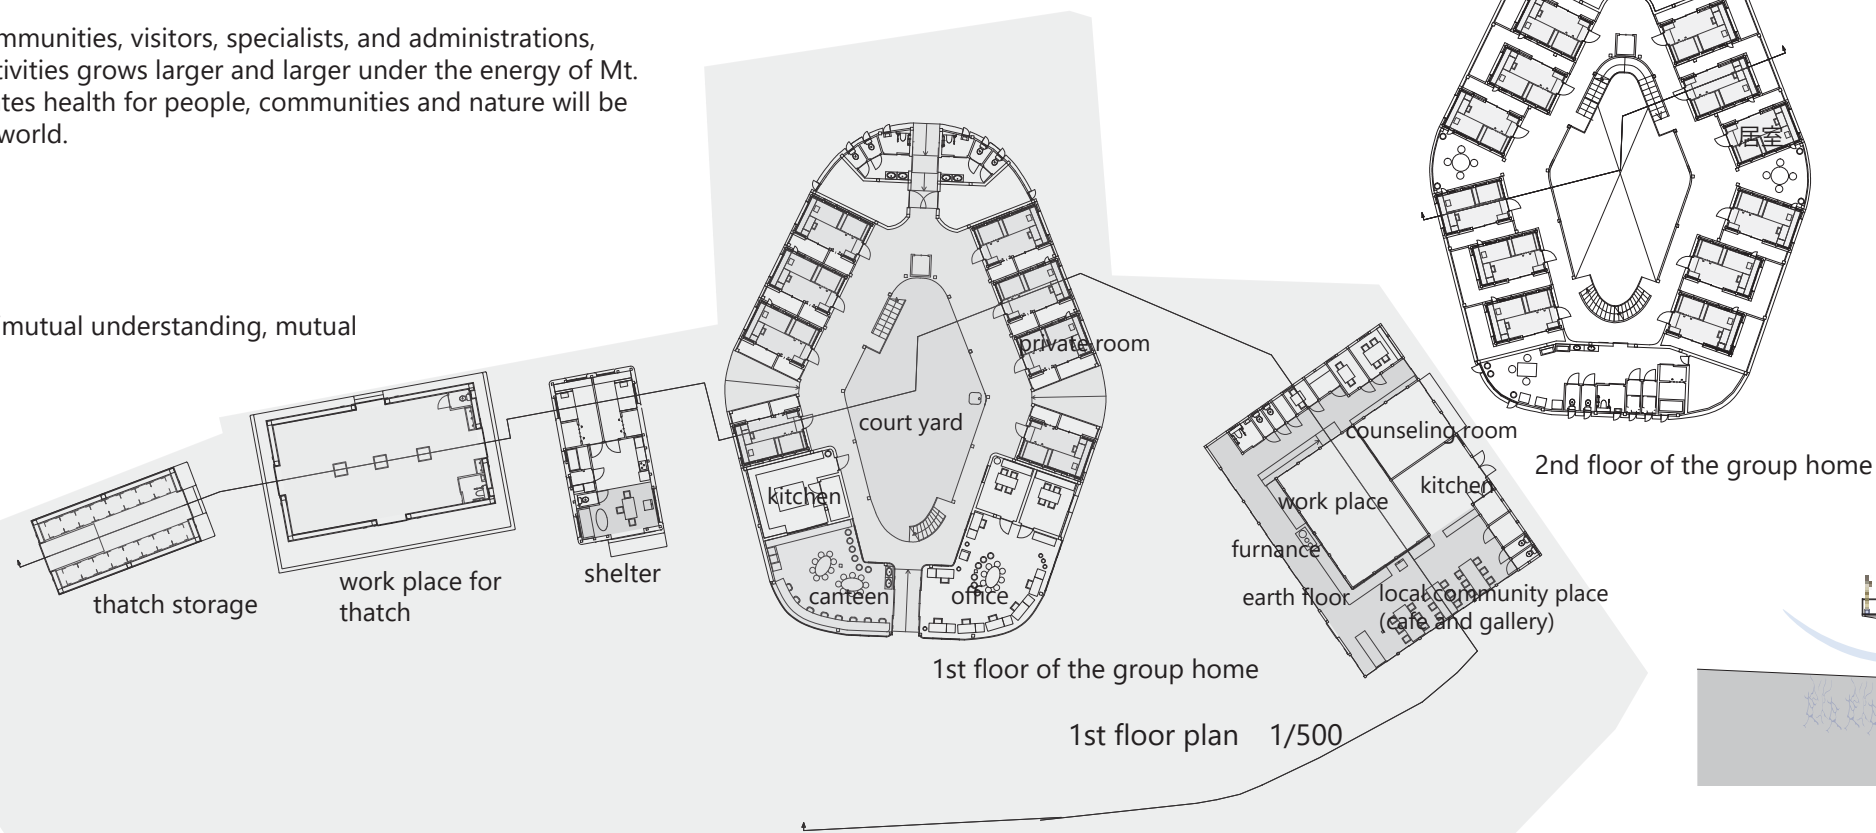 mmunities, visitors, specialists, and administrations,
tivities grows larger and larger under the energy of Mt.
tes health for people, communities and nature will be
world.
mutual understanding, mutual
居室
private room
court yard
counseling room
2nd floor of the group home
kitchen
kitchen
work place
furnance
shelter
work place for
thatch
thatch storage
canteen
office
earth floor
local community place
(cafe and gallery)
1st floor of the group home
1st floor plan 1/500